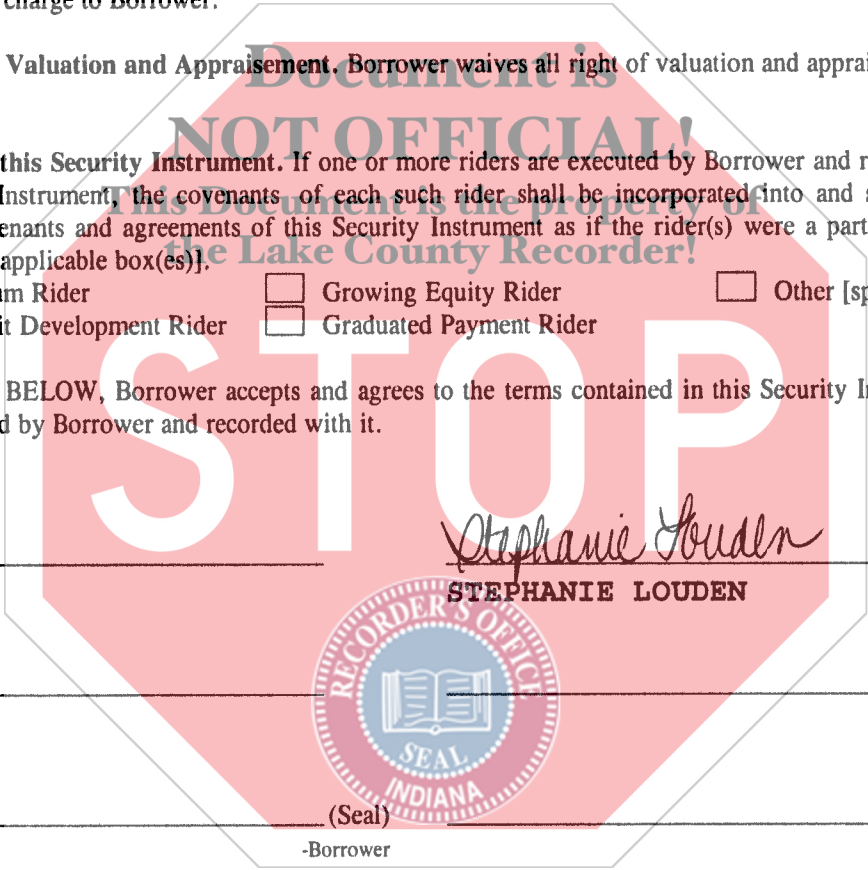 charge to Borrower.
Valuation and Appraisement. Borrower waives all right of valuation and apprai
Document is
NOT OFFICIAL!
This Document is the property of
the Lake County Recorder!
this Security Instrument. If one or more riders are executed by Borrower and r
Instrument, the covenants of each such rider shall be incorporated into and s
enants and agreements of this Security Instrument as if the rider(s) were a part
applicable box(es)].
m Rider
Growing Equity Rider
Other [sp
it Development Rider
Graduated Payment Rider
STOP
BELOW, Borrower accepts and agrees to the terms contained in this Security I
d by Borrower and recorded with it.
Stephanie Louden
STEPHANIE LOUDEN
RECORDER'S OFFICE
SEAL
INDIANA
(Seal)
-Borrower